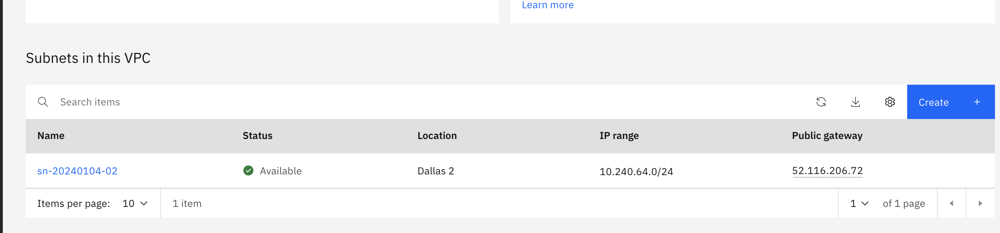 Learn more
Subnets in this VPC
Search items
Create +
Name Status Location IP range Public gateway
sn-20240104-02 Available Dallas 2 10.240.64.0/24 52.116.206.72
Items per page: 10 1 item 1 of 1 page